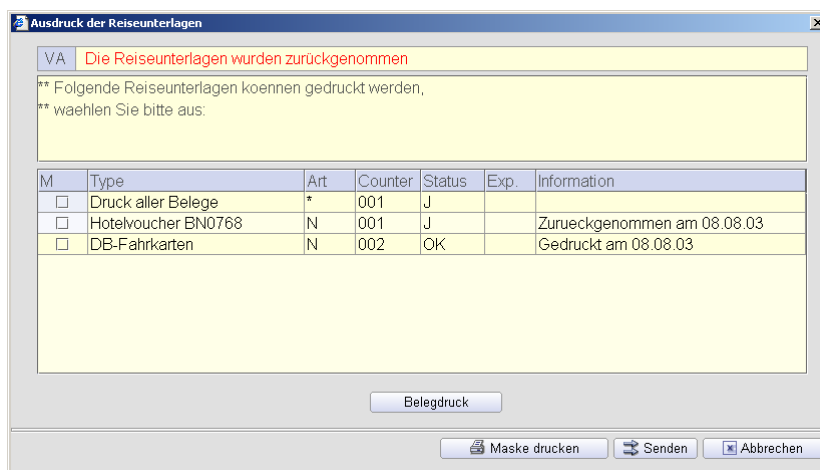 Ausdruck der Reiseunterlagen
VA Die Reiseunterlagen wurden zurückgenommen
** Folgende Reiseunterlagen koennen gedruckt werden,
** waehlen Sie bitte aus:
M Type Art Counter Status Exp. Information
Druck aller Belege * 001 J
Hotelvoucher BN0768 N 001 J Zurueckgenommen am 08.08.03
DB-Fahrkarten N 002 OK Gedruckt am 08.08.03
Belegdruck
Maske drucken Senden Abbrechen